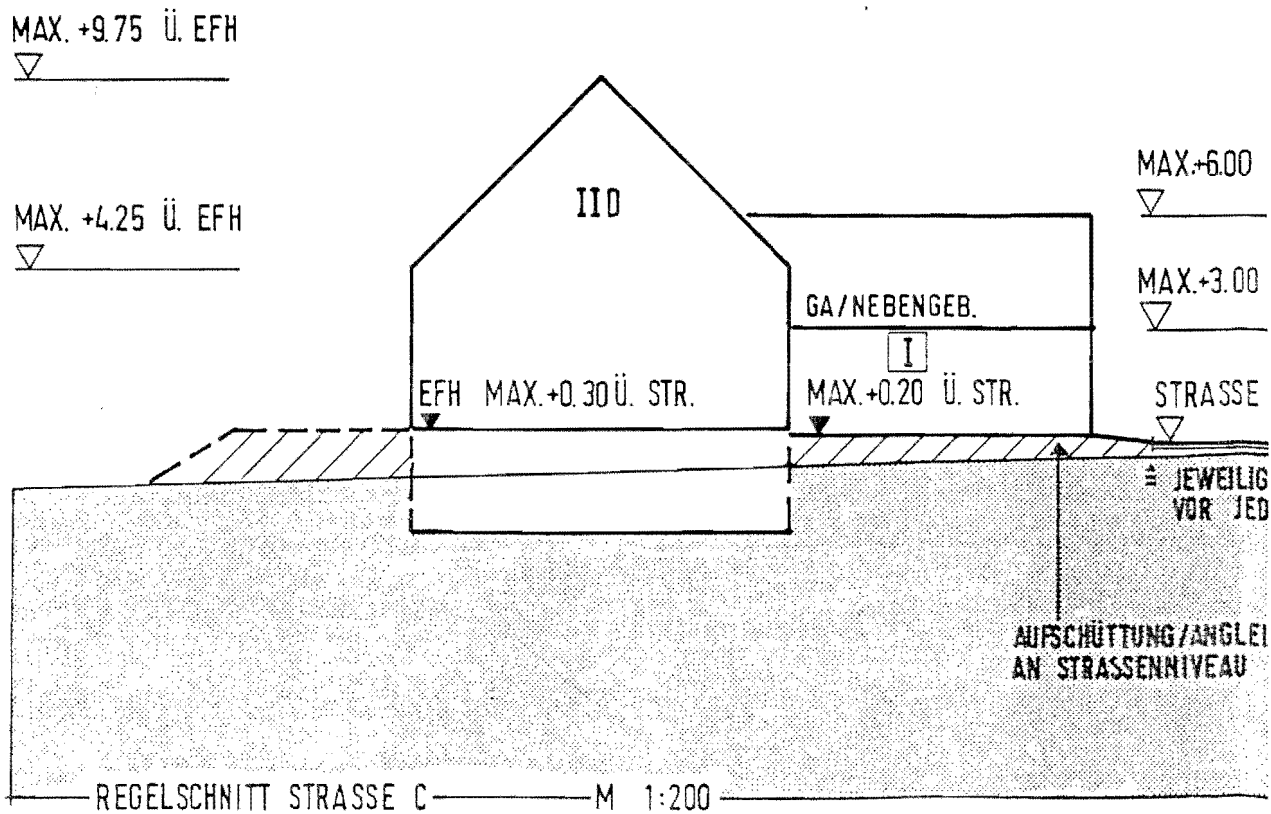 MAX. +9.75 Ü. EFH
MAX. +4.25 Ü. EFH
IID
MAX.+6.00
MAX.+3.00
GA/NEBENGEB.
I
EFH MAX.+0.30 Ü. STR.
MAX.+0.20 Ü. STR.
STRASSE
≙ JEWEILIG
VOR JED
AUFSCHÜTTUNG/ANGLEI
AN STRASSENNIVEAU
REGELSCHNITT STRASSE C M 1:200